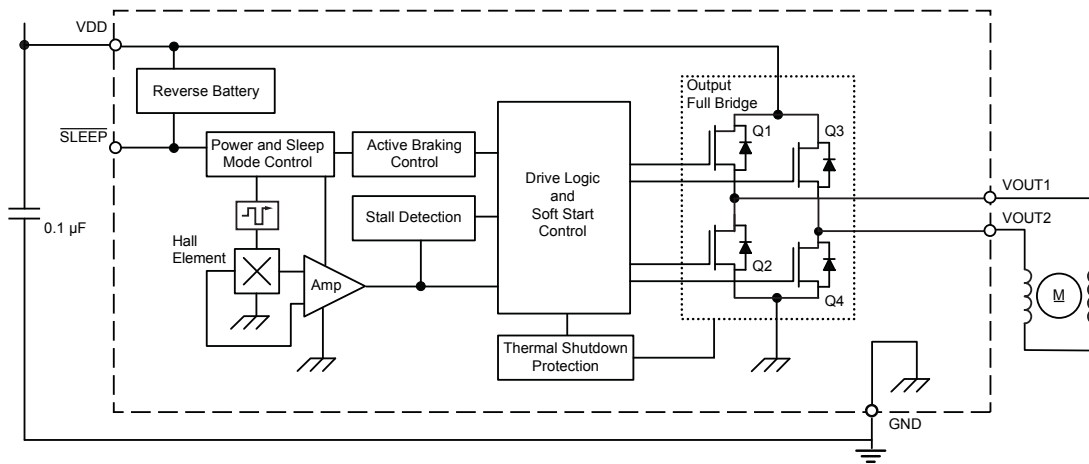 VDD
Reverse Battery
Output
Full Bridge
Q1
Q3
SLEEP
Power and Sleep
Mode Control
Active Braking
Control
Drive Logic
and
Soft Start
Control
VOUT1
Stall Detection
VOUT2
0.1 µF
Hall
Element
Amp
Q2
Q4
M
Thermal Shutdown
Protection
GND